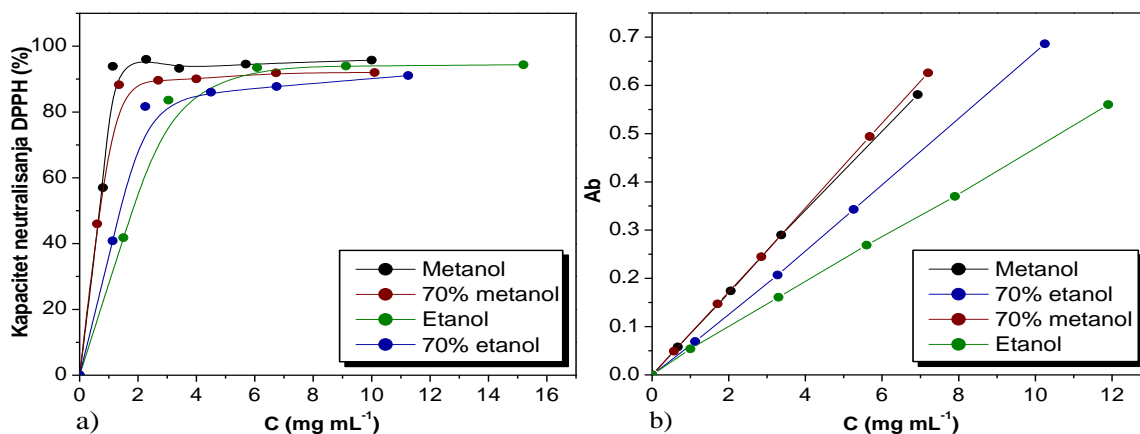 Kapacitet neutralisanja DPPH (%)
100
80
60
40
20
0
0 2 4 6 8 10 12 14 16
C (mg mL⁻¹)
Metanol
70% metanol
Etanol
70% etanol
a)
Ab
0.7
0.6
0.5
0.4
0.3
0.2
0.1
0.0
0 2 4 6 8 10 12
C (mg mL⁻¹)
Metanol
70% etanol
70% metanol
Etanol
b)